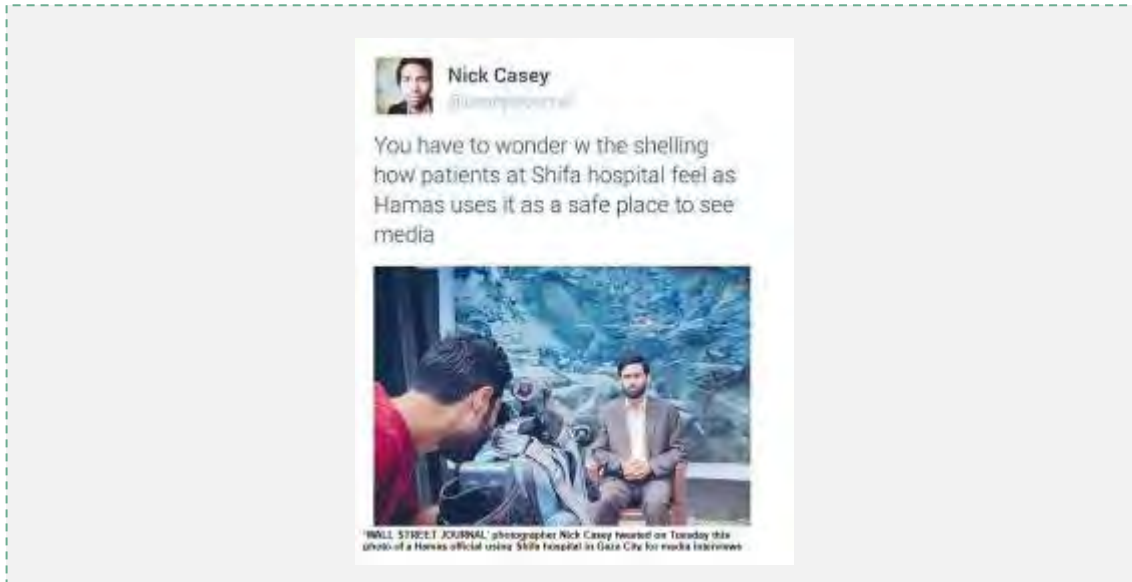 Nick Casey
You have to wonder w the shelling
how patients at Shifa hospital feel as
Hamas uses it as a safe place to see
media
'WALL STREET JOURNAL' photographer Nick Casey tweeted on Tuesday this
photo of a Hamas official using Shifa hospital in Gaza City for media interviews